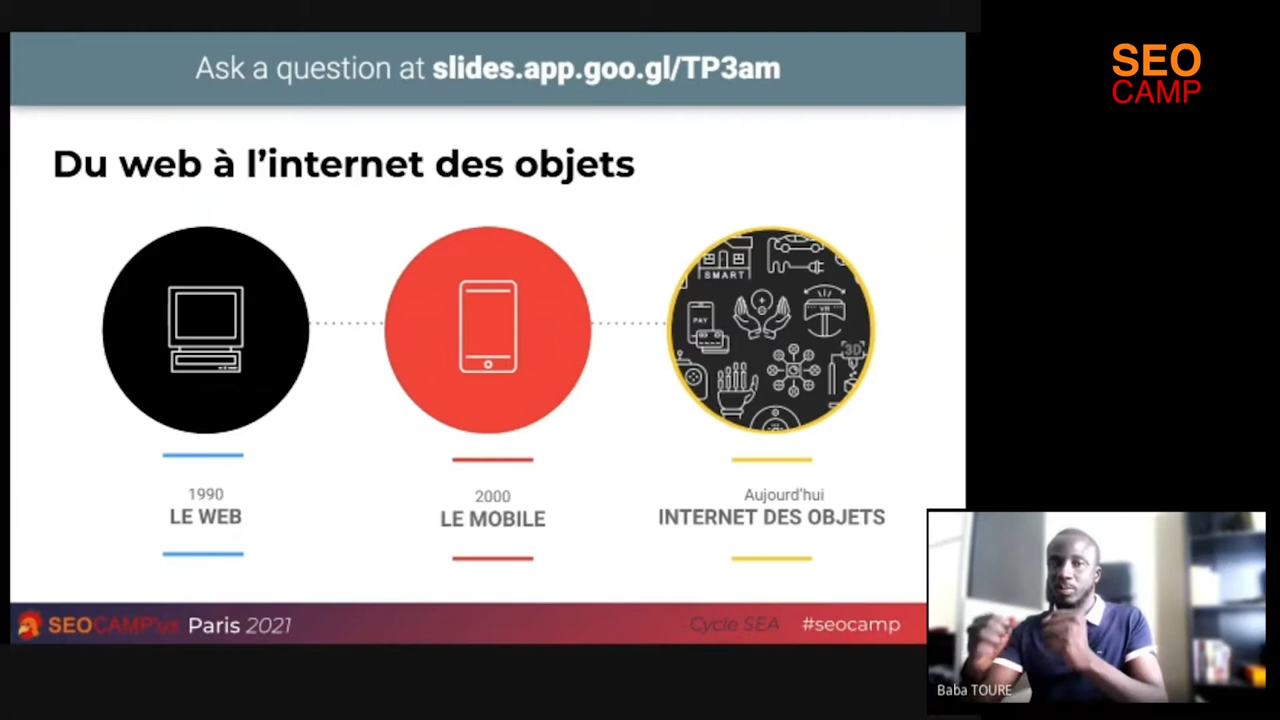 Ask a question at slides.app.goo.gl/TP3am
SEO
CAMP
Du web à l'internet des objets
SMART
PAY
VR
3D
1990
LE WEB
2000
LE MOBILE
Aujourd'hui
INTERNET DES OBJETS
SEOCAMP'us Paris 2021
Cycle SEA #seocamp
Baba TOURE